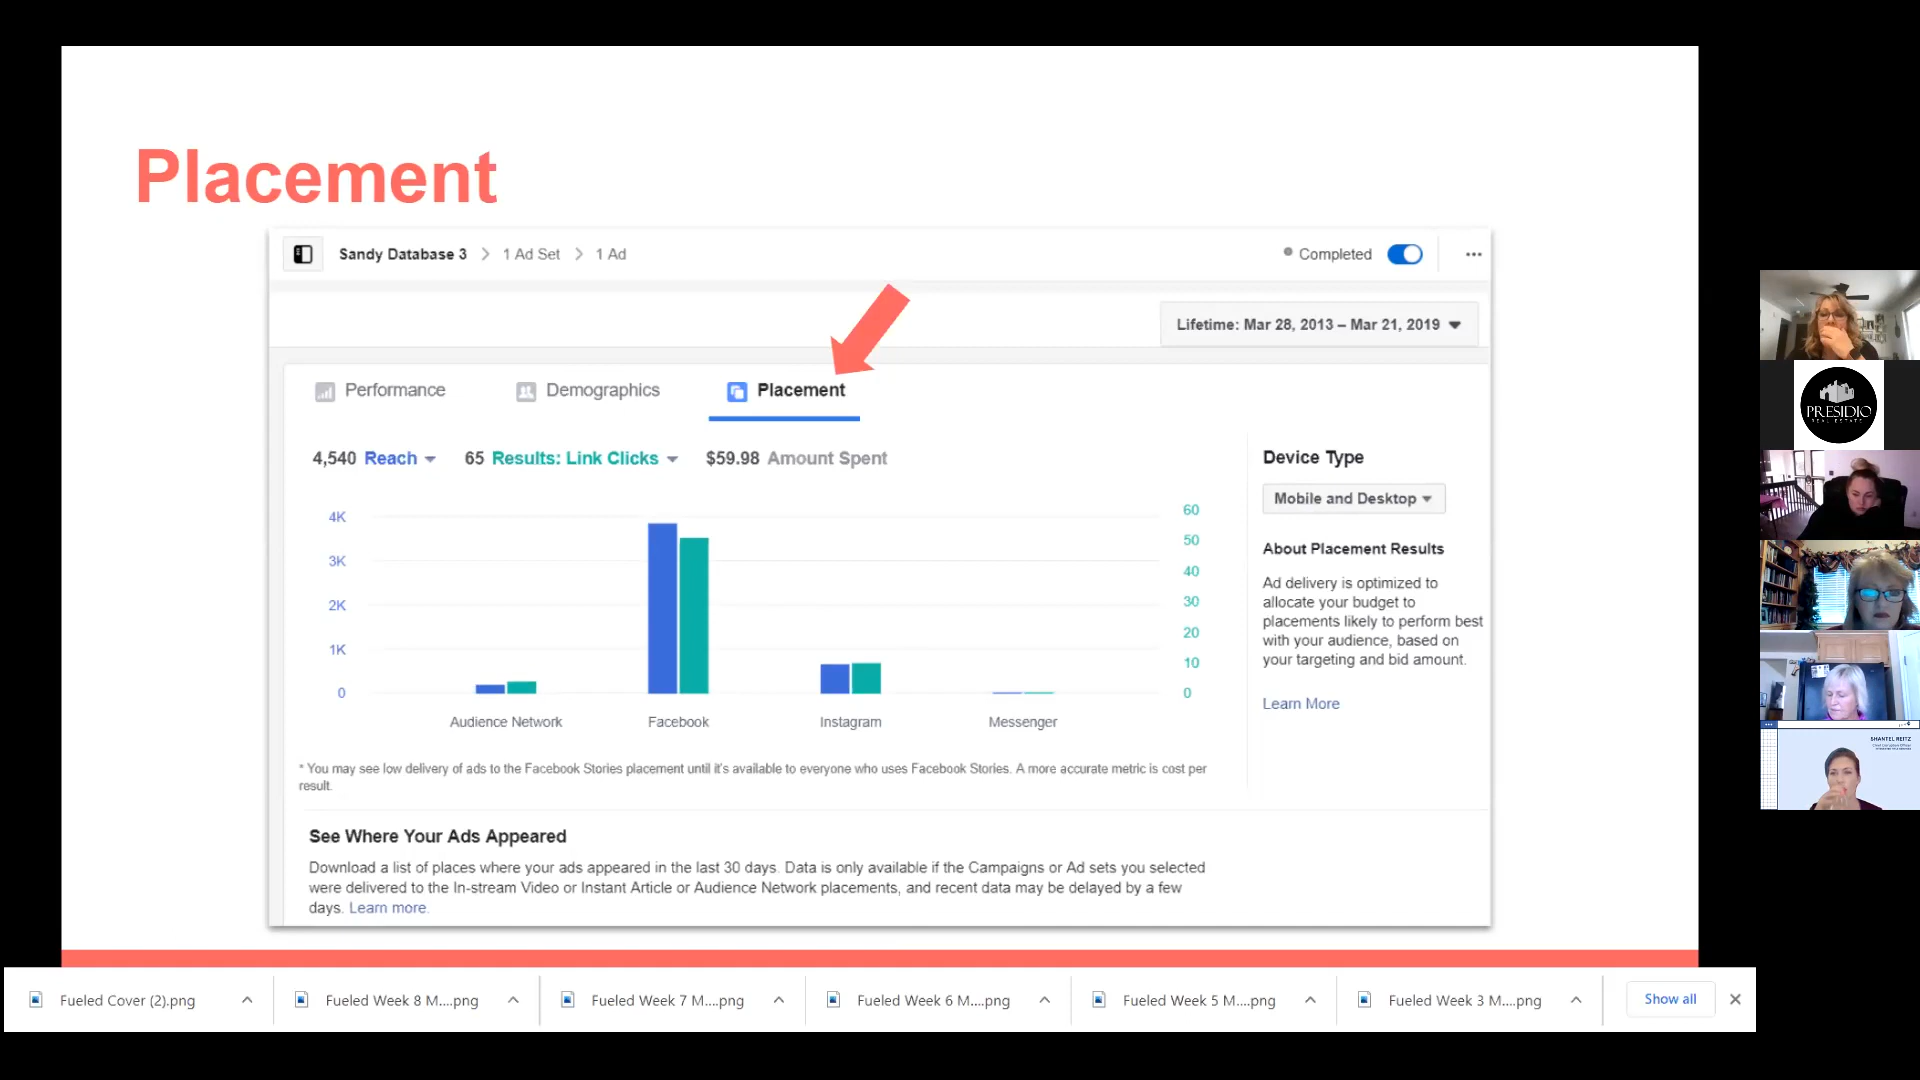 Placement
Sandy Database 3 > 1 Ad Set > 1 Ad
Completed
Lifetime: Mar 28, 2013 – Mar 21, 2019
Performance
Demographics
Placement
4,540 Reach
65 Results: Link Clicks
$59.98 Amount Spent
4K
3K
2K
1K
0
60
50
40
30
20
10
0
Audience Network
Facebook
Instagram
Messenger
* You may see low delivery of ads to the Facebook Stories placement until it's available to everyone who uses Facebook Stories. A more accurate metric is cost per
result.
Device Type
Mobile and Desktop
About Placement Results
Ad delivery is optimized to
allocate your budget to
placements likely to perform best
with your audience, based on
your targeting and bid amount.
Learn More
See Where Your Ads Appeared
Download a list of places where your ads appeared in the last 30 days. Data is only available if the Campaigns or Ad sets you selected
were delivered to the In-stream Video or Instant Article or Audience Network placements, and recent data may be delayed by a few
days. Learn more.
PRESIDIO
REAL ESTATE
SHANTEL REITZ
Fueled Cover (2).png
Fueled Week 8 M....png
Fueled Week 7 M....png
Fueled Week 6 M....png
Fueled Week 5 M....png
Fueled Week 3 M....png
Show all